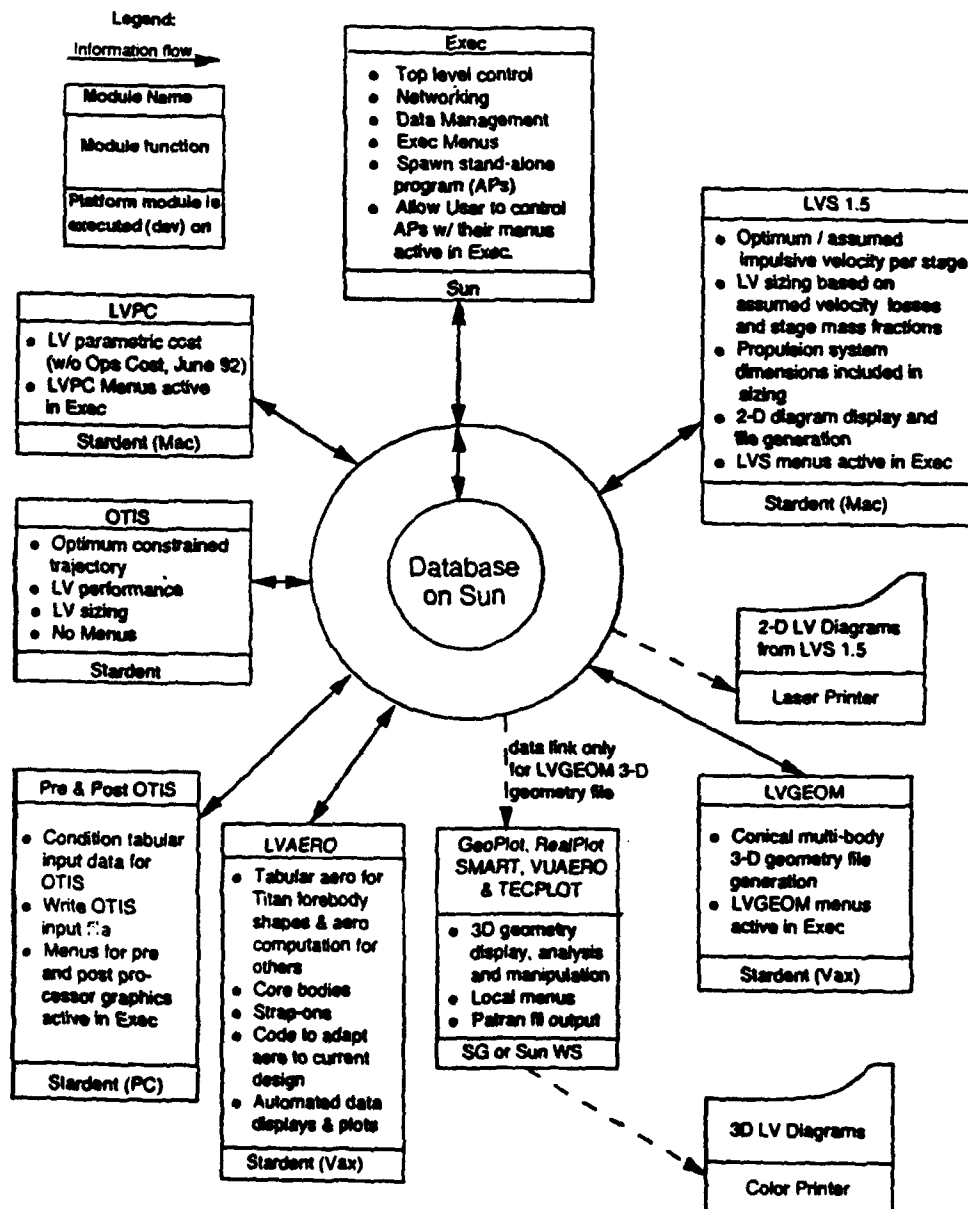 Legend:
Information flow
Module Name
Module function
Platform module is
executed (dev) on
Exec
• Top level control
• Networking
• Data Management
• Exec Menus
• Spawn stand-alone
program (APs)
• Allow User to control
APs w/ their menus
active in Exec.
Sun
LVS 1.5
• Optimum / assumed
impulsive velocity per stage
• LV sizing based on
assumed velocity losses
and stage mass fractions
• Propulsion system
dimensions included in
sizing
• 2-D diagram display and
file generation
• LVS menus active in Exec
Stardent (Mac)
LVPC
• LV parametric cost
(w/o Ops Cost, June 92)
• LVPC Menus active
in Exec
Stardent (Mac)
OTIS
• Optimum constrained
trajectory
• LV performance
• LV sizing
• No Menus
Stardent
Database
on Sun
2-D LV Diagrams
from LVS 1.5
Laser Printer
data link only
for LVGEOM 3-D
geometry file
Pre & Post OTIS
• Condition tabular
input data for
OTIS
• Write OTIS
input file
• Menus for pre
and post pro-
cessor graphics
active in Exec
Stardent (PC)
LVAERO
• Tabular aero for
Titan forebody
shapes & aero
computation for
others
• Core bodies
• Strap-ons
• Code to adapt
aero to current
design
• Automated data
displays & plots
Stardent (Vax)
GeoPlot, RealPlot
SMART, VUAERO
& TECPLOT
• 3D geometry
display, analysis
and manipulation
• Local menus
• Patran fil output
SG or Sun WS
LVGEOM
• Conical multi-body
3-D geometry file
generation
• LVGEOM menus
active in Exec
Stardent (Vax)
3D LV Diagrams
Color Printer